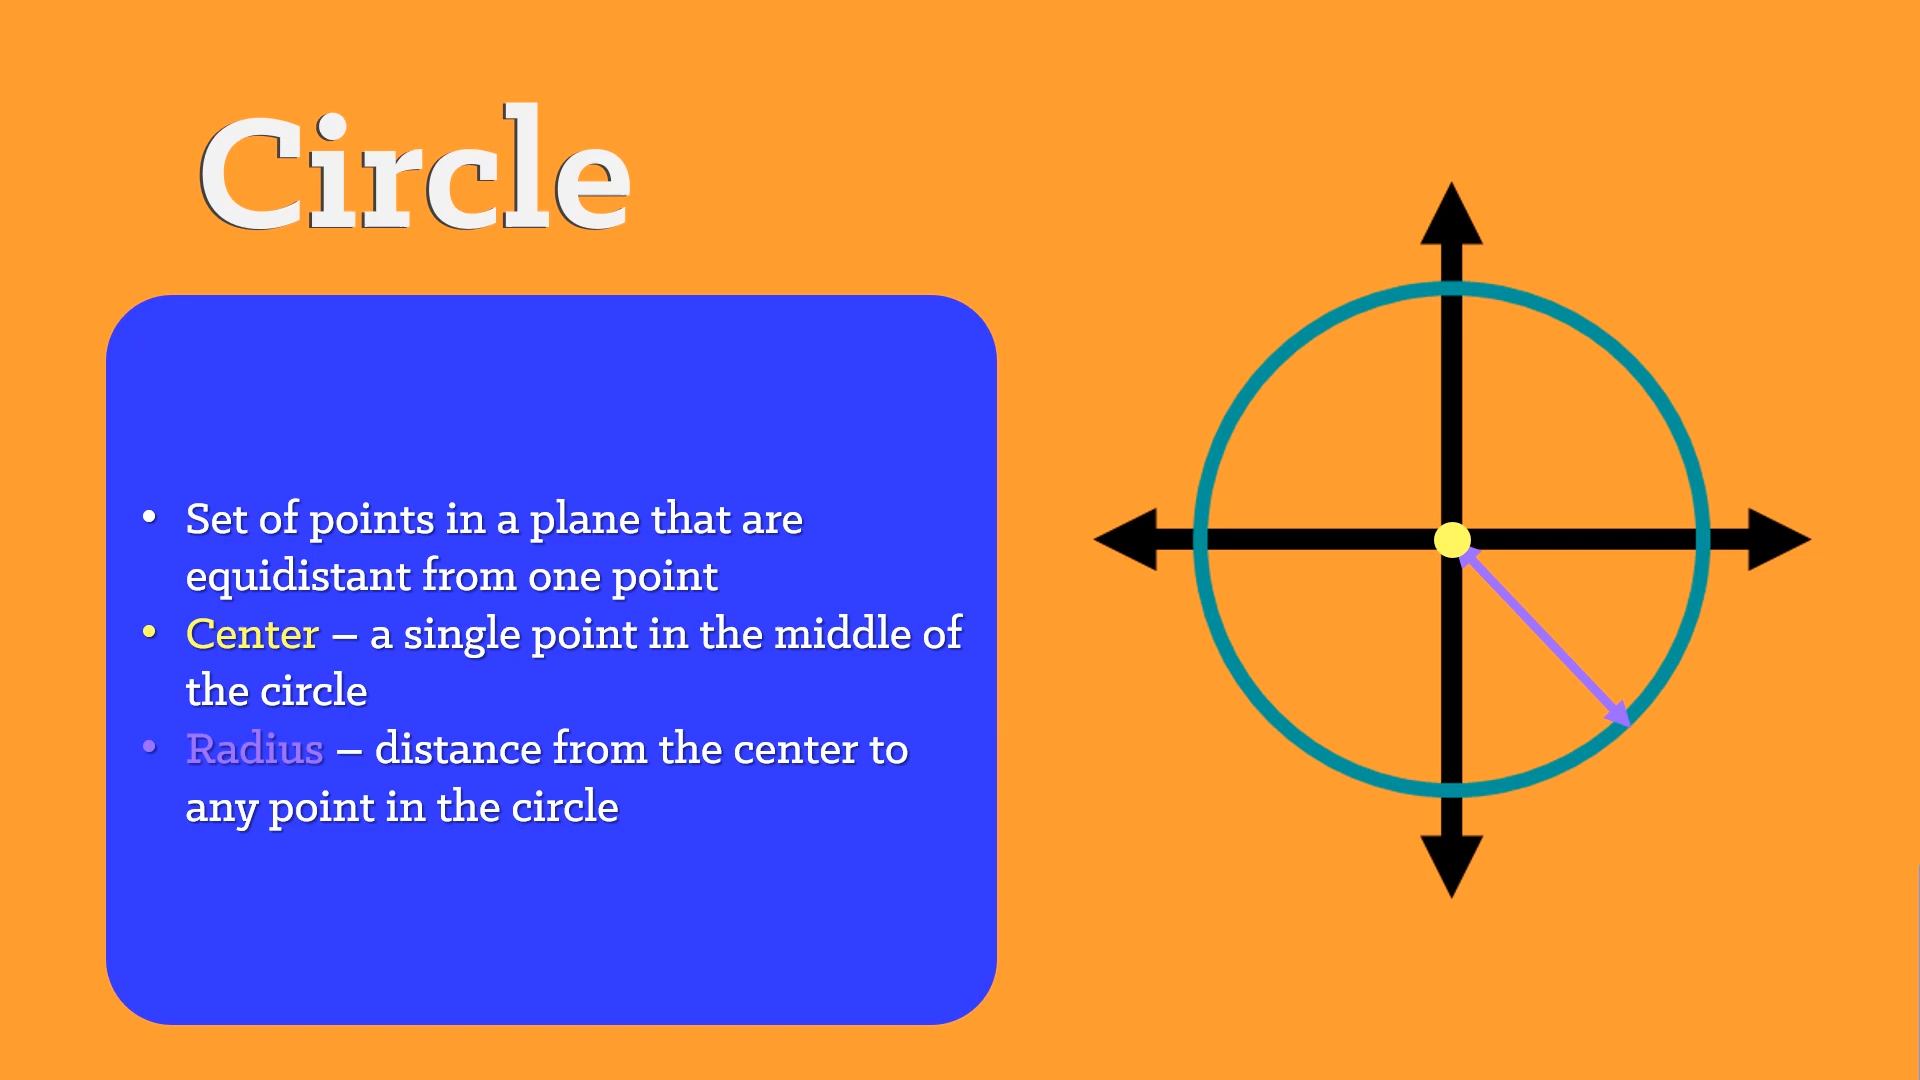 Circle
• Set of points in a plane that are
equidistant from one point
• Center – a single point in the middle of
the circle
• Radius – distance from the center to
any point in the circle